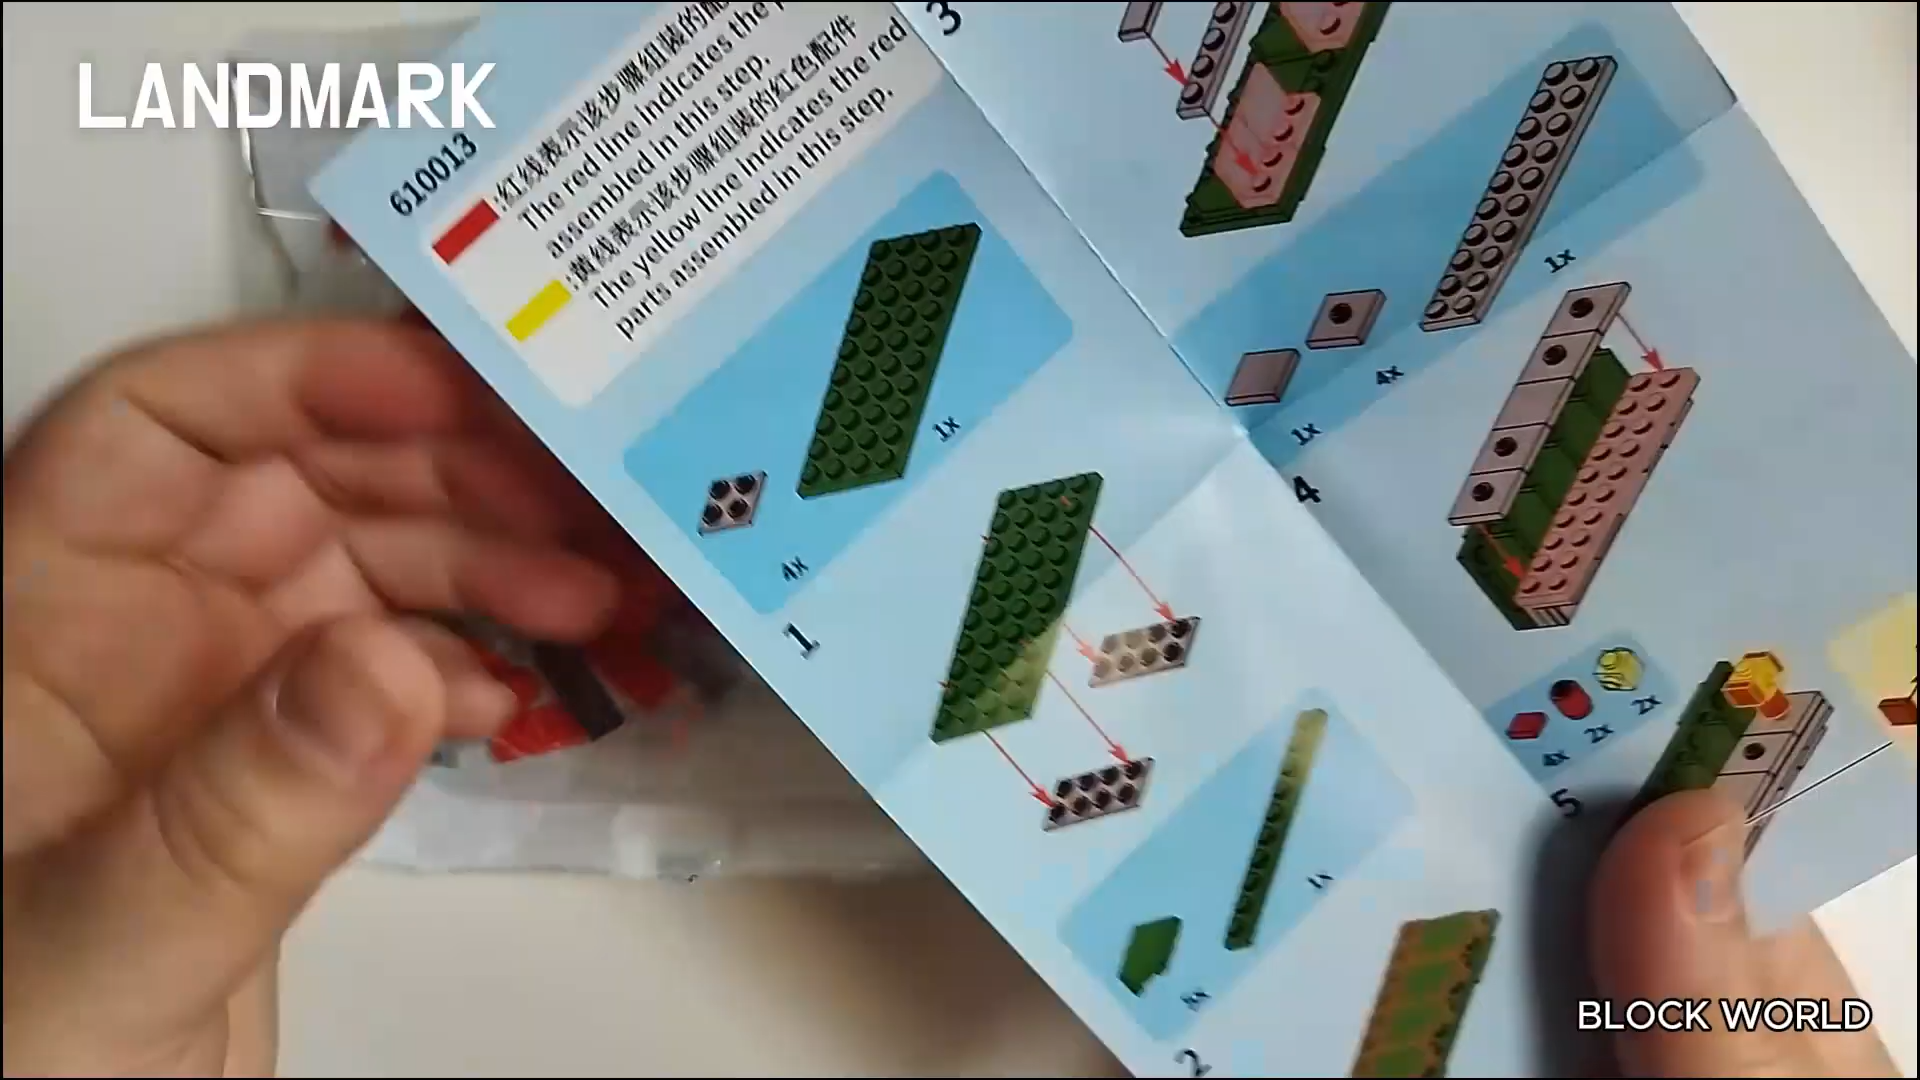 LANDMARK
610013
:红线表示该步骤组装的配
The red line indicates the
assembled in this step.
:黄线表示该步骤组装的红色配件
The yellow line indicates the red
parts assembled in this step.
1x
4x
1
1x
2
3
1x
4x
1x
4
4x
2x
2x
5
BLOCK WORLD